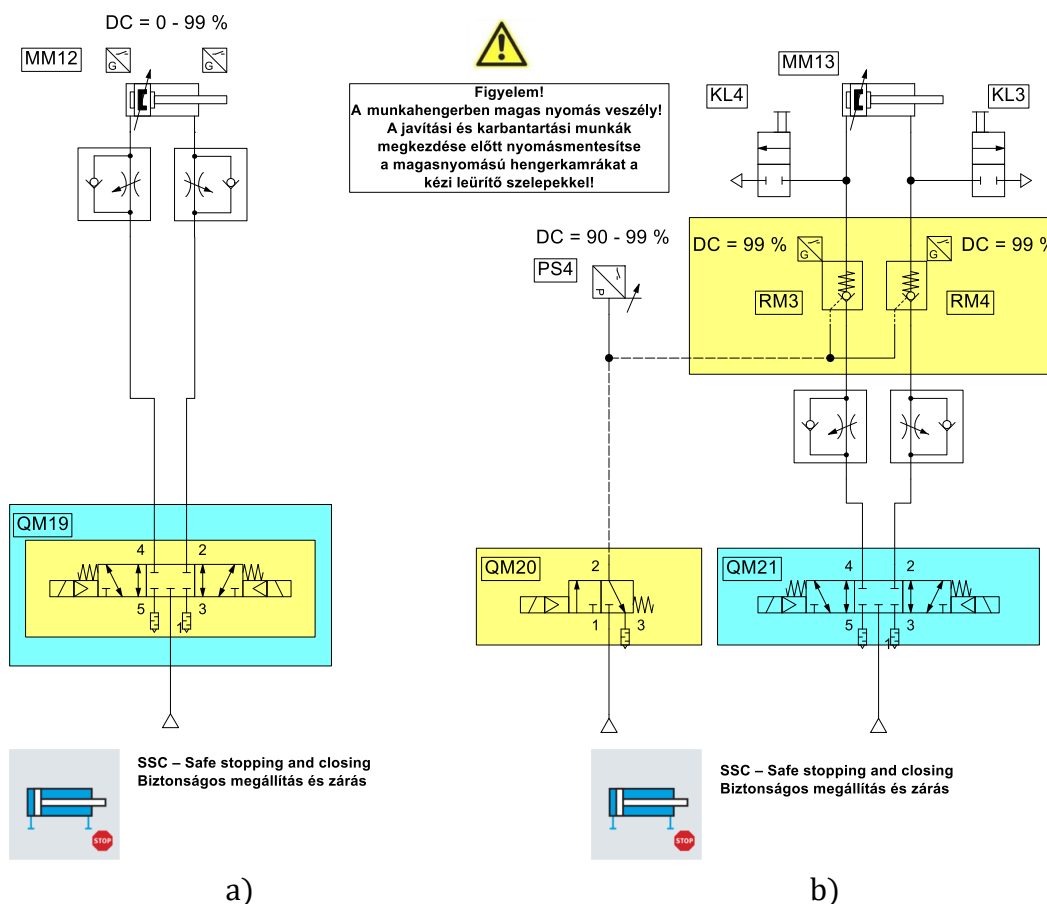 DC = 0 - 99 %
MM12
G
G
Figyelem!
A munkahengerben magas nyomás veszély!
A javítási és karbantartási munkák
megkezdése előtt nyomásmentesítse
a magasnyomású hengerkamrákat a
kézi leürítő szelepekkel!
MM13
KL4
KL3
DC = 90 - 99 %
PS4
P
DC = 99 %
G
G
DC = 99 %
RM3
RM4
QM19
4
2
5
1
3
QM20
2
1
3
QM21
4
2
5
1
3
STOP
SSC – Safe stopping and closing
Biztonságos megállítás és zárás
STOP
SSC – Safe stopping and closing
Biztonságos megállítás és zárás
a)
b)